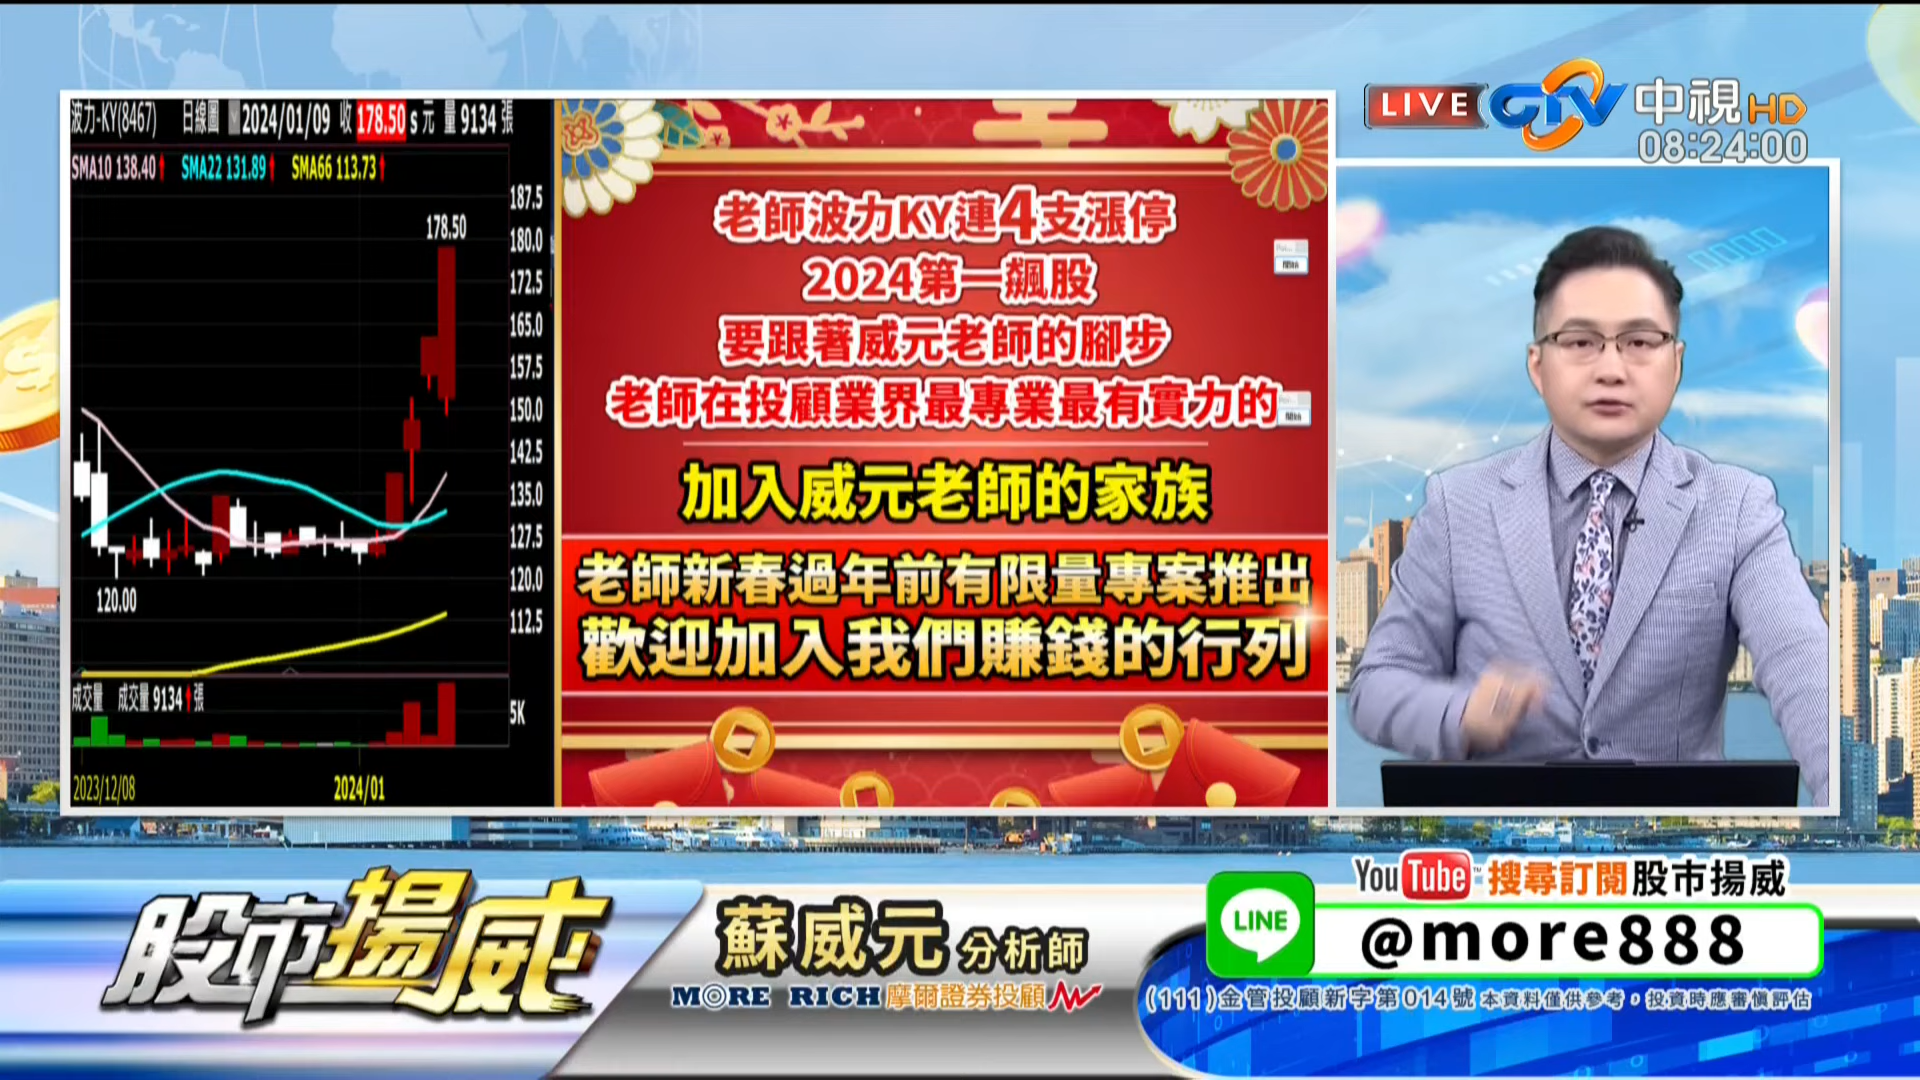 波力-KY(8467) 日線圖 2024/01/09 收 178.50 s 元 量 9134 張
SMA10 138.40 SMA22 131.89 SMA66 113.73
187.5
178.50
180.0
172.5
165.0
157.5
150.0
142.5
135.0
127.5
120.0
120.00
112.5
成交量 成交量 9134 張
5K
2023/12/08 2024/01
老師波力KY連4支漲停
2024第一飆股
要跟著威元老師的腳步
老師在投顧業界最專業最有實力的
開始
開始
加入威元老師的家族
老師新春過年前有限量專案推出
歡迎加入我們賺錢的行列
LIVE CTV 中視 HD
08:24:00
股市揚威
蘇威元 分析師
MORE RICH 摩爾證券投顧
YouTube 搜尋訂閱 股市揚威
LINE @more888
(111)金管投顧新字第014號 本資料僅供參考，投資時應審慎評估